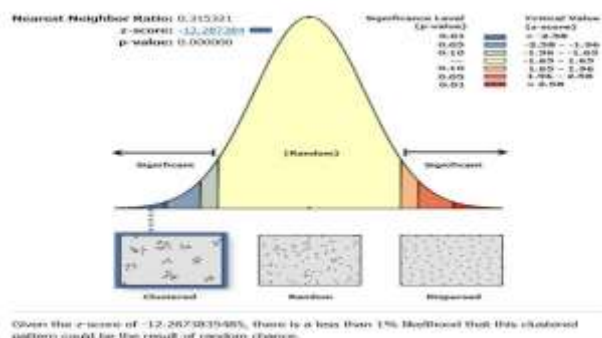 Nearest Neighbor Ratio: 0.315321
z-score: -12.287384
p-value: 0.000000
Significance Level
(p-value)
Critical Value
(z-score)
0.01 < -2.58
0.05 -2.58 - -1.96
0.10 -1.96 - -1.65
--- -1.65 - 1.65
0.10 1.65 - 1.96
0.05 1.96 - 2.58
0.01 > 2.58
Significant
(Random)
Significant
Clustered
Random
Dispersed
Given the z-score of -12.2873835485, there is a less than 1% likelihood that this clustered
pattern could be the result of random chance.